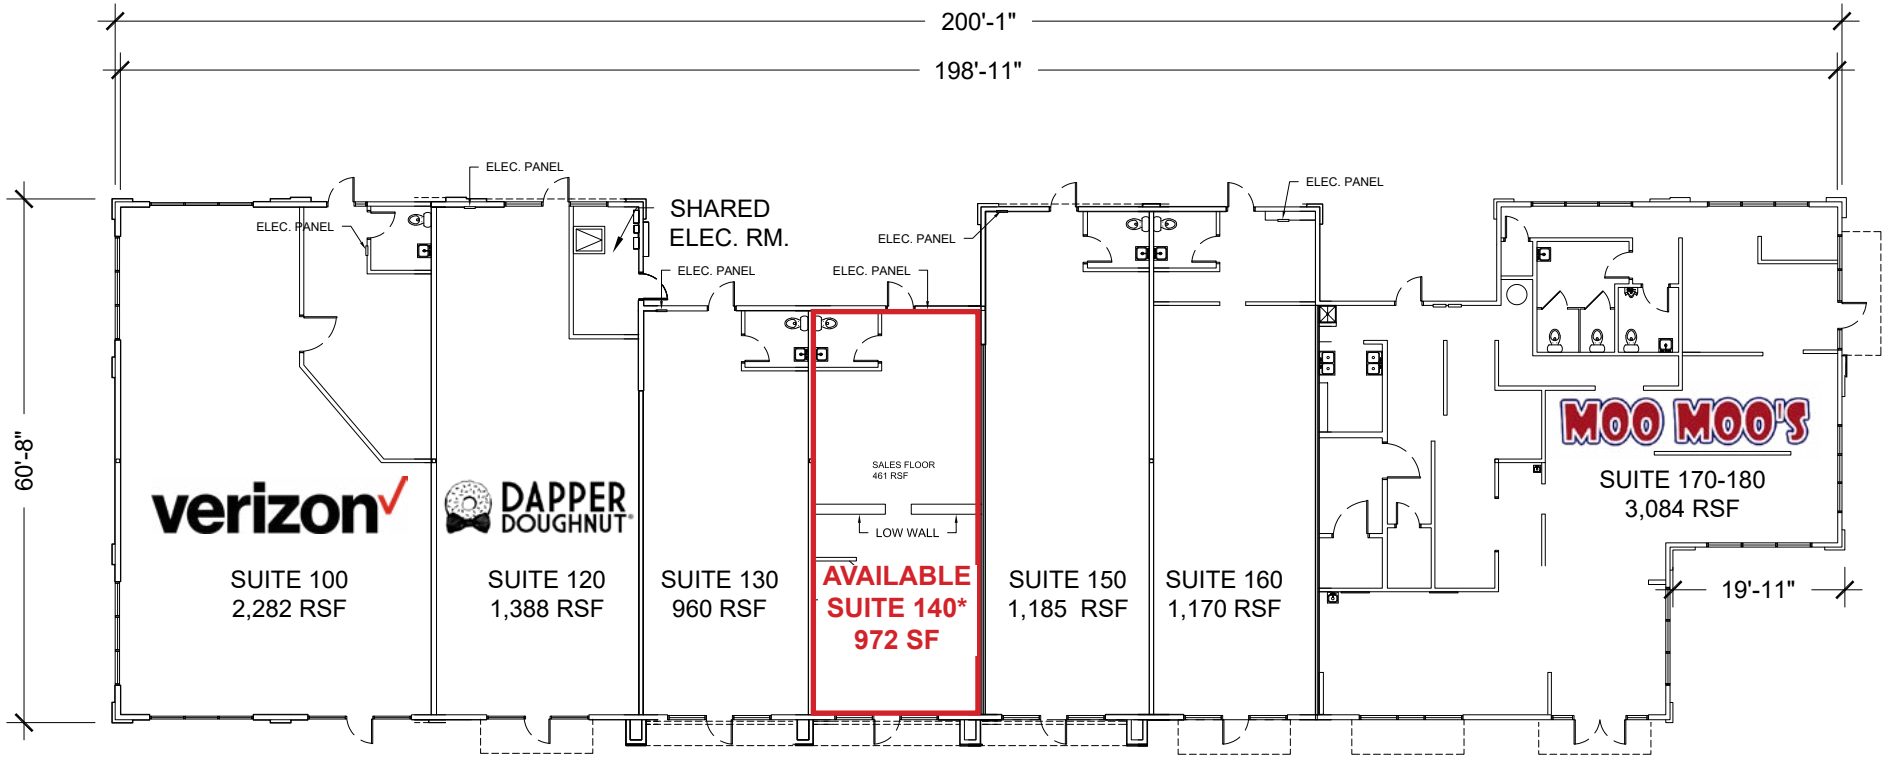 200'-1"
198'-11"
ELEC. PANEL
ELEC. PANEL
SHARED
ELEC. RM.
ELEC. PANEL
ELEC. PANEL
ELEC. PANEL
ELEC. PANEL
ELEC. PANEL
60'-8"
MOO MOO'S
SUITE 170-180
3,084 RSF
SALES FLOOR
461 RSF
verizon
DAPPER
DOUGHNUT
LOW WALL
SUITE 100
2,282 RSF
SUITE 120
1,388 RSF
SUITE 130
960 RSF
AVAILABLE
SUITE 140*
972 SF
SUITE 150
1,185 RSF
SUITE 160
1,170 RSF
19'-11"